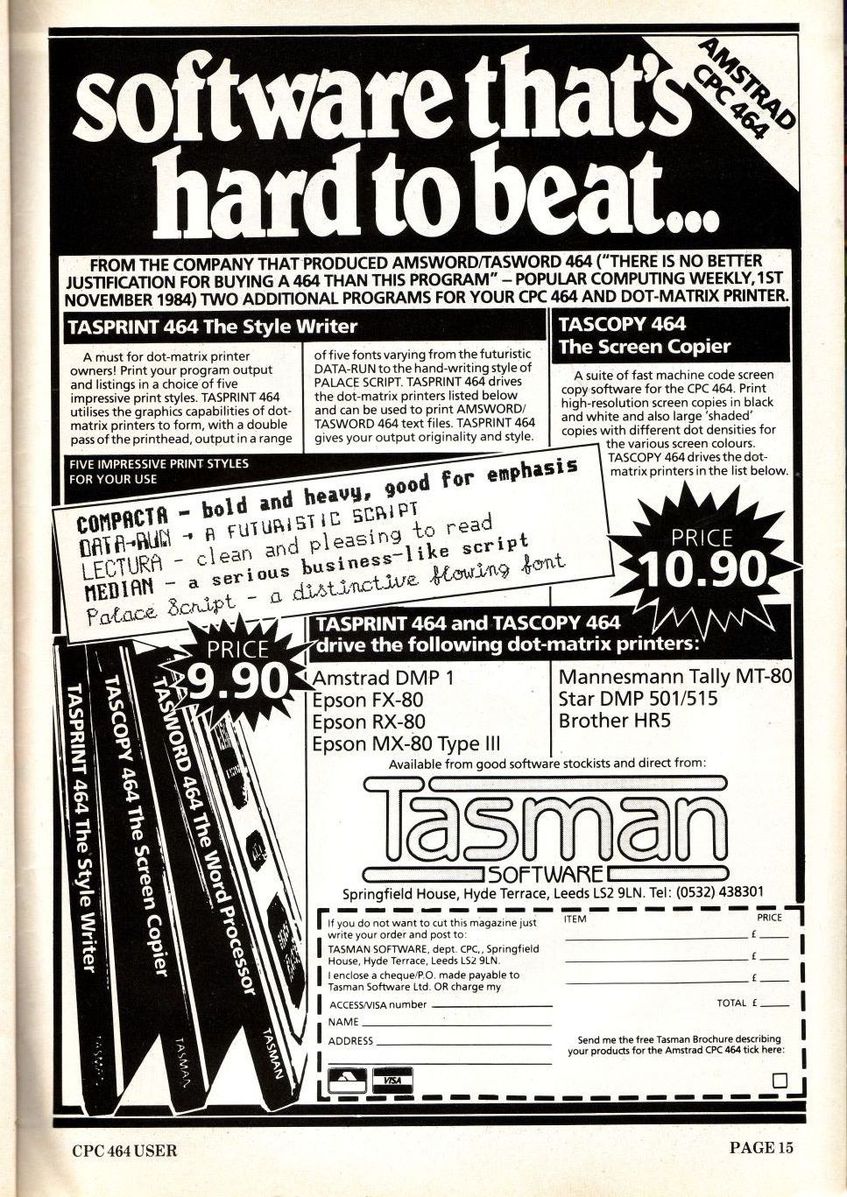 software that's
hard to beat...
AMSTRAD
CPC 464
FROM THE COMPANY THAT PRODUCED AMSWORD/TASWORD 464 ("THERE IS NO BETTER
JUSTIFICATION FOR BUYING A 464 THAN THIS PROGRAM" – POPULAR COMPUTING WEEKLY, 1ST
NOVEMBER 1984) TWO ADDITIONAL PROGRAMS FOR YOUR CPC 464 AND DOT-MATRIX PRINTER.
TASPRINT 464 The Style Writer
A must for dot-matrix printer
owners! Print your program output
and listings in a choice of five
impressive print styles. TASPRINT 464
utilises the graphics capabilities of dot-
matrix printers to form, with a double
pass of the printhead, output in a range
of five fonts varying from the futuristic
DATA-RUN to the hand-writing style of
PALACE SCRIPT. TASPRINT 464 drives
the dot-matrix printers listed below
and can be used to print AMSWORD/
TASWORD 464 text files. TASPRINT 464
gives your output originality and style.
TASCOPY 464
The Screen Copier
A suite of fast machine code screen
copy software for the CPC 464. Print
high-resolution screen copies in black
and white and also large 'shaded'
copies with different dot densities for
the various screen colours.
TASCOPY 464 drives the dot-
matrix printers in the list below.
FIVE IMPRESSIVE PRINT STYLES
FOR YOUR USE
COMPACTA - bold and heavy, good for emphasis
DATA-RUN - A FUTURISTIC SCRIPT
LECTURA - clean and pleasing to read
MEDIAN - a serious business-like script
Palace Script - a distinctive flowing font
PRICE
10.90
PRICE
9.90
TASPRINT 464 and TASCOPY 464
drive the following dot-matrix printers:
Amstrad DMP 1
Epson FX-80
Epson RX-80
Epson MX-80 Type III
Mannesmann Tally MT-80
Star DMP 501/515
Brother HR5
TASPRINT 464 The Style Writer
TASCOPY 464 The Screen Copier
TASWORD 464 The Word Processor
TASMAN
TASMAN
TASMAN
Available from good software stockists and direct from:
Tasman
SOFTWARE
Springfield House, Hyde Terrace, Leeds LS2 9LN. Tel: (0532) 438301
If you do not want to cut this magazine just
write your order and post to:
TASMAN SOFTWARE, dept. CPC,, Springfield
House, Hyde Terrace, Leeds LS2 9LN.
I enclose a cheque/P.O. made payable to
Tasman Software Ltd. OR charge my
ACCESS/VISA number
NAME
ADDRESS
VISA
ITEM PRICE
£
£
£
TOTAL £
Send me the free Tasman Brochure describing
your products for the Amstrad CPC 464 tick here:
CPC 464 USER
PAGE 15